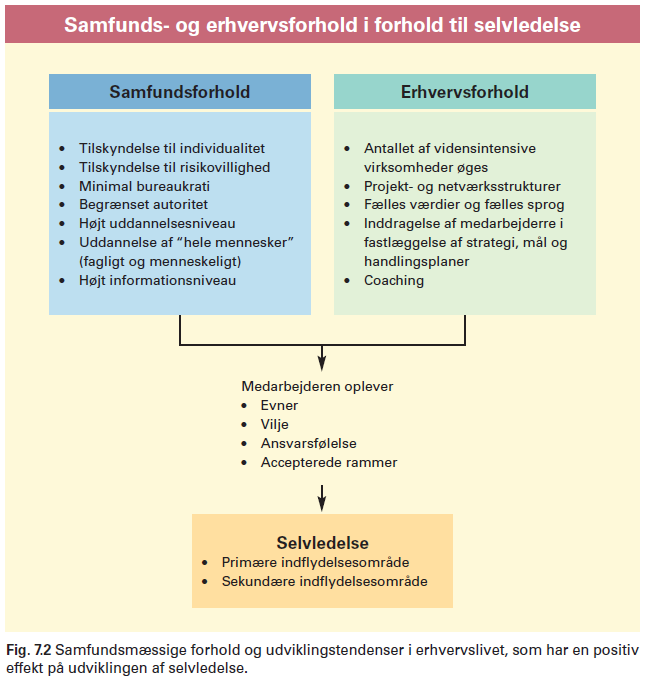 Samfunds- og erhvervsforhold i forhold til selvledelse
Samfundsforhold
• Tilskyndelse til individualitet
• Tilskyndelse til risikovillighed
• Minimal bureaukrati
• Begrænset autoritet
• Højt uddannelsesniveau
• Uddannelse af “hele mennesker”
(fagligt og menneskeligt)
• Højt informationsniveau
Erhvervsforhold
• Antallet af vidensintensive
virksomheder øges
• Projekt- og netværksstrukturer
• Fælles værdier og fælles sprog
• Inddragelse af medarbejderre i
fastlæggelse af strategi, mål og
handlingsplaner
• Coaching
Medarbejderen oplever
• Evner
• Vilje
• Ansvarsfølelse
• Accepterede rammer
Selvledelse
• Primære indflydelsesområde
• Sekundære indflydelsesområde
Fig. 7.2 Samfundsmæssige forhold og udviklingstendenser i erhvervslivet, som har en positiv
effekt på udviklingen af selvledelse.